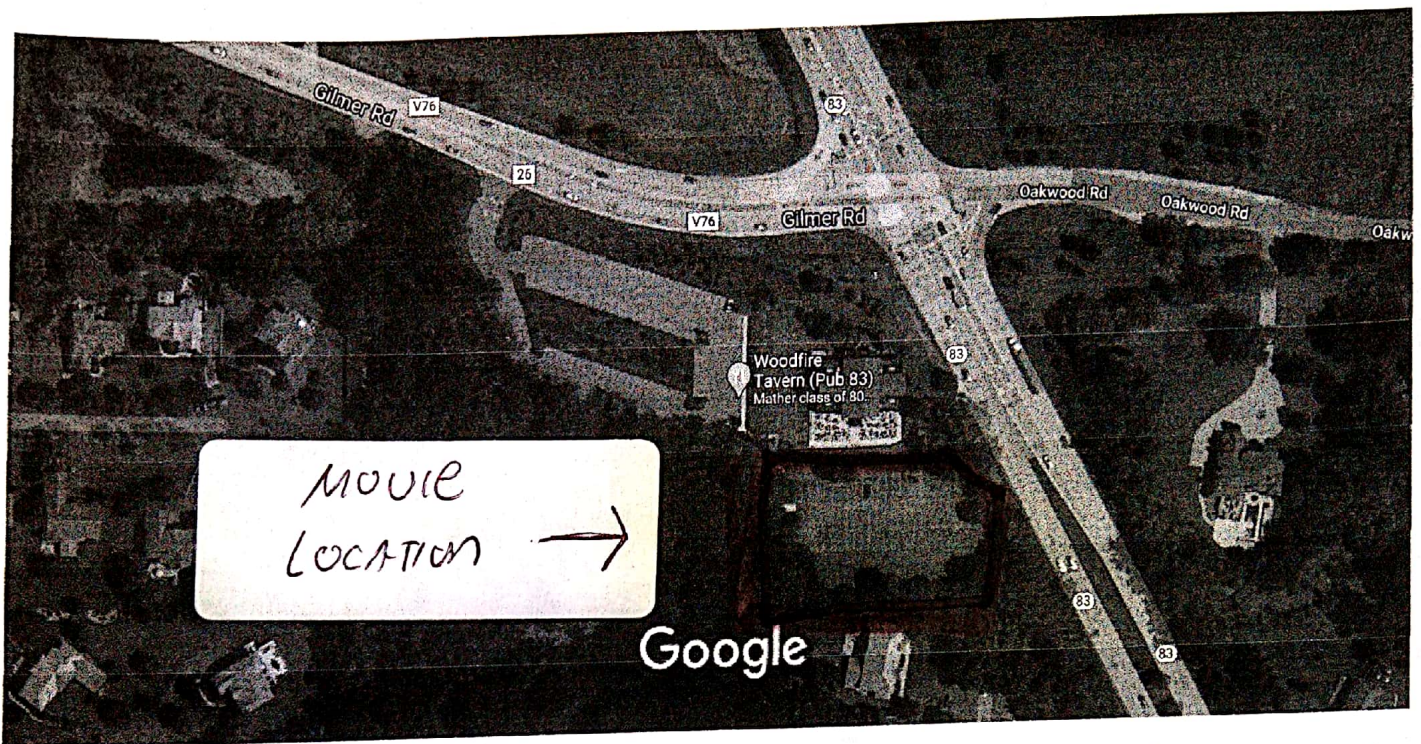 Gilmer Rd
V76
83
26
V76
Gilmer Rd
Oakwood Rd
Oakwood Rd
Oakw
83
Woodfire
Tavern (Pub 83)
Mather class of 80..
MOVIE
LOCATION →
Google
83
83